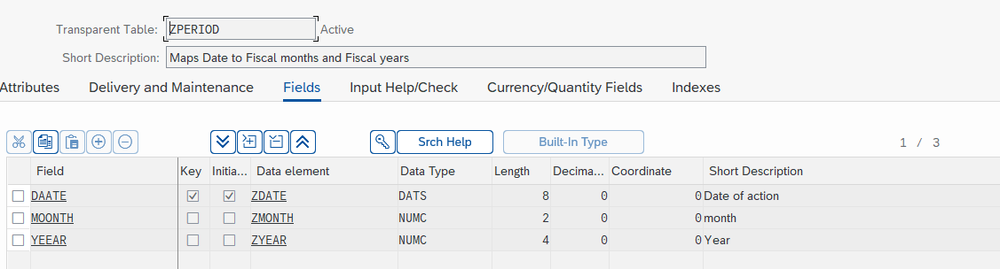 Transparent Table: ZPERIOD Active
Short Description: Maps Date to Fiscal months and Fiscal years
Attributes Delivery and Maintenance Fields Input Help/Check Currency/Quantity Fields Indexes
Srch Help Built-In Type 1 / 3
Field Key Initia... Data element Data Type Length Decima... Coordinate Short Description
DAATE ZDATE DATS 8 0 0 Date of action
MOONTH ZMONTH NUMC 2 0 0 month
YEEAR ZYEAR NUMC 4 0 0 Year